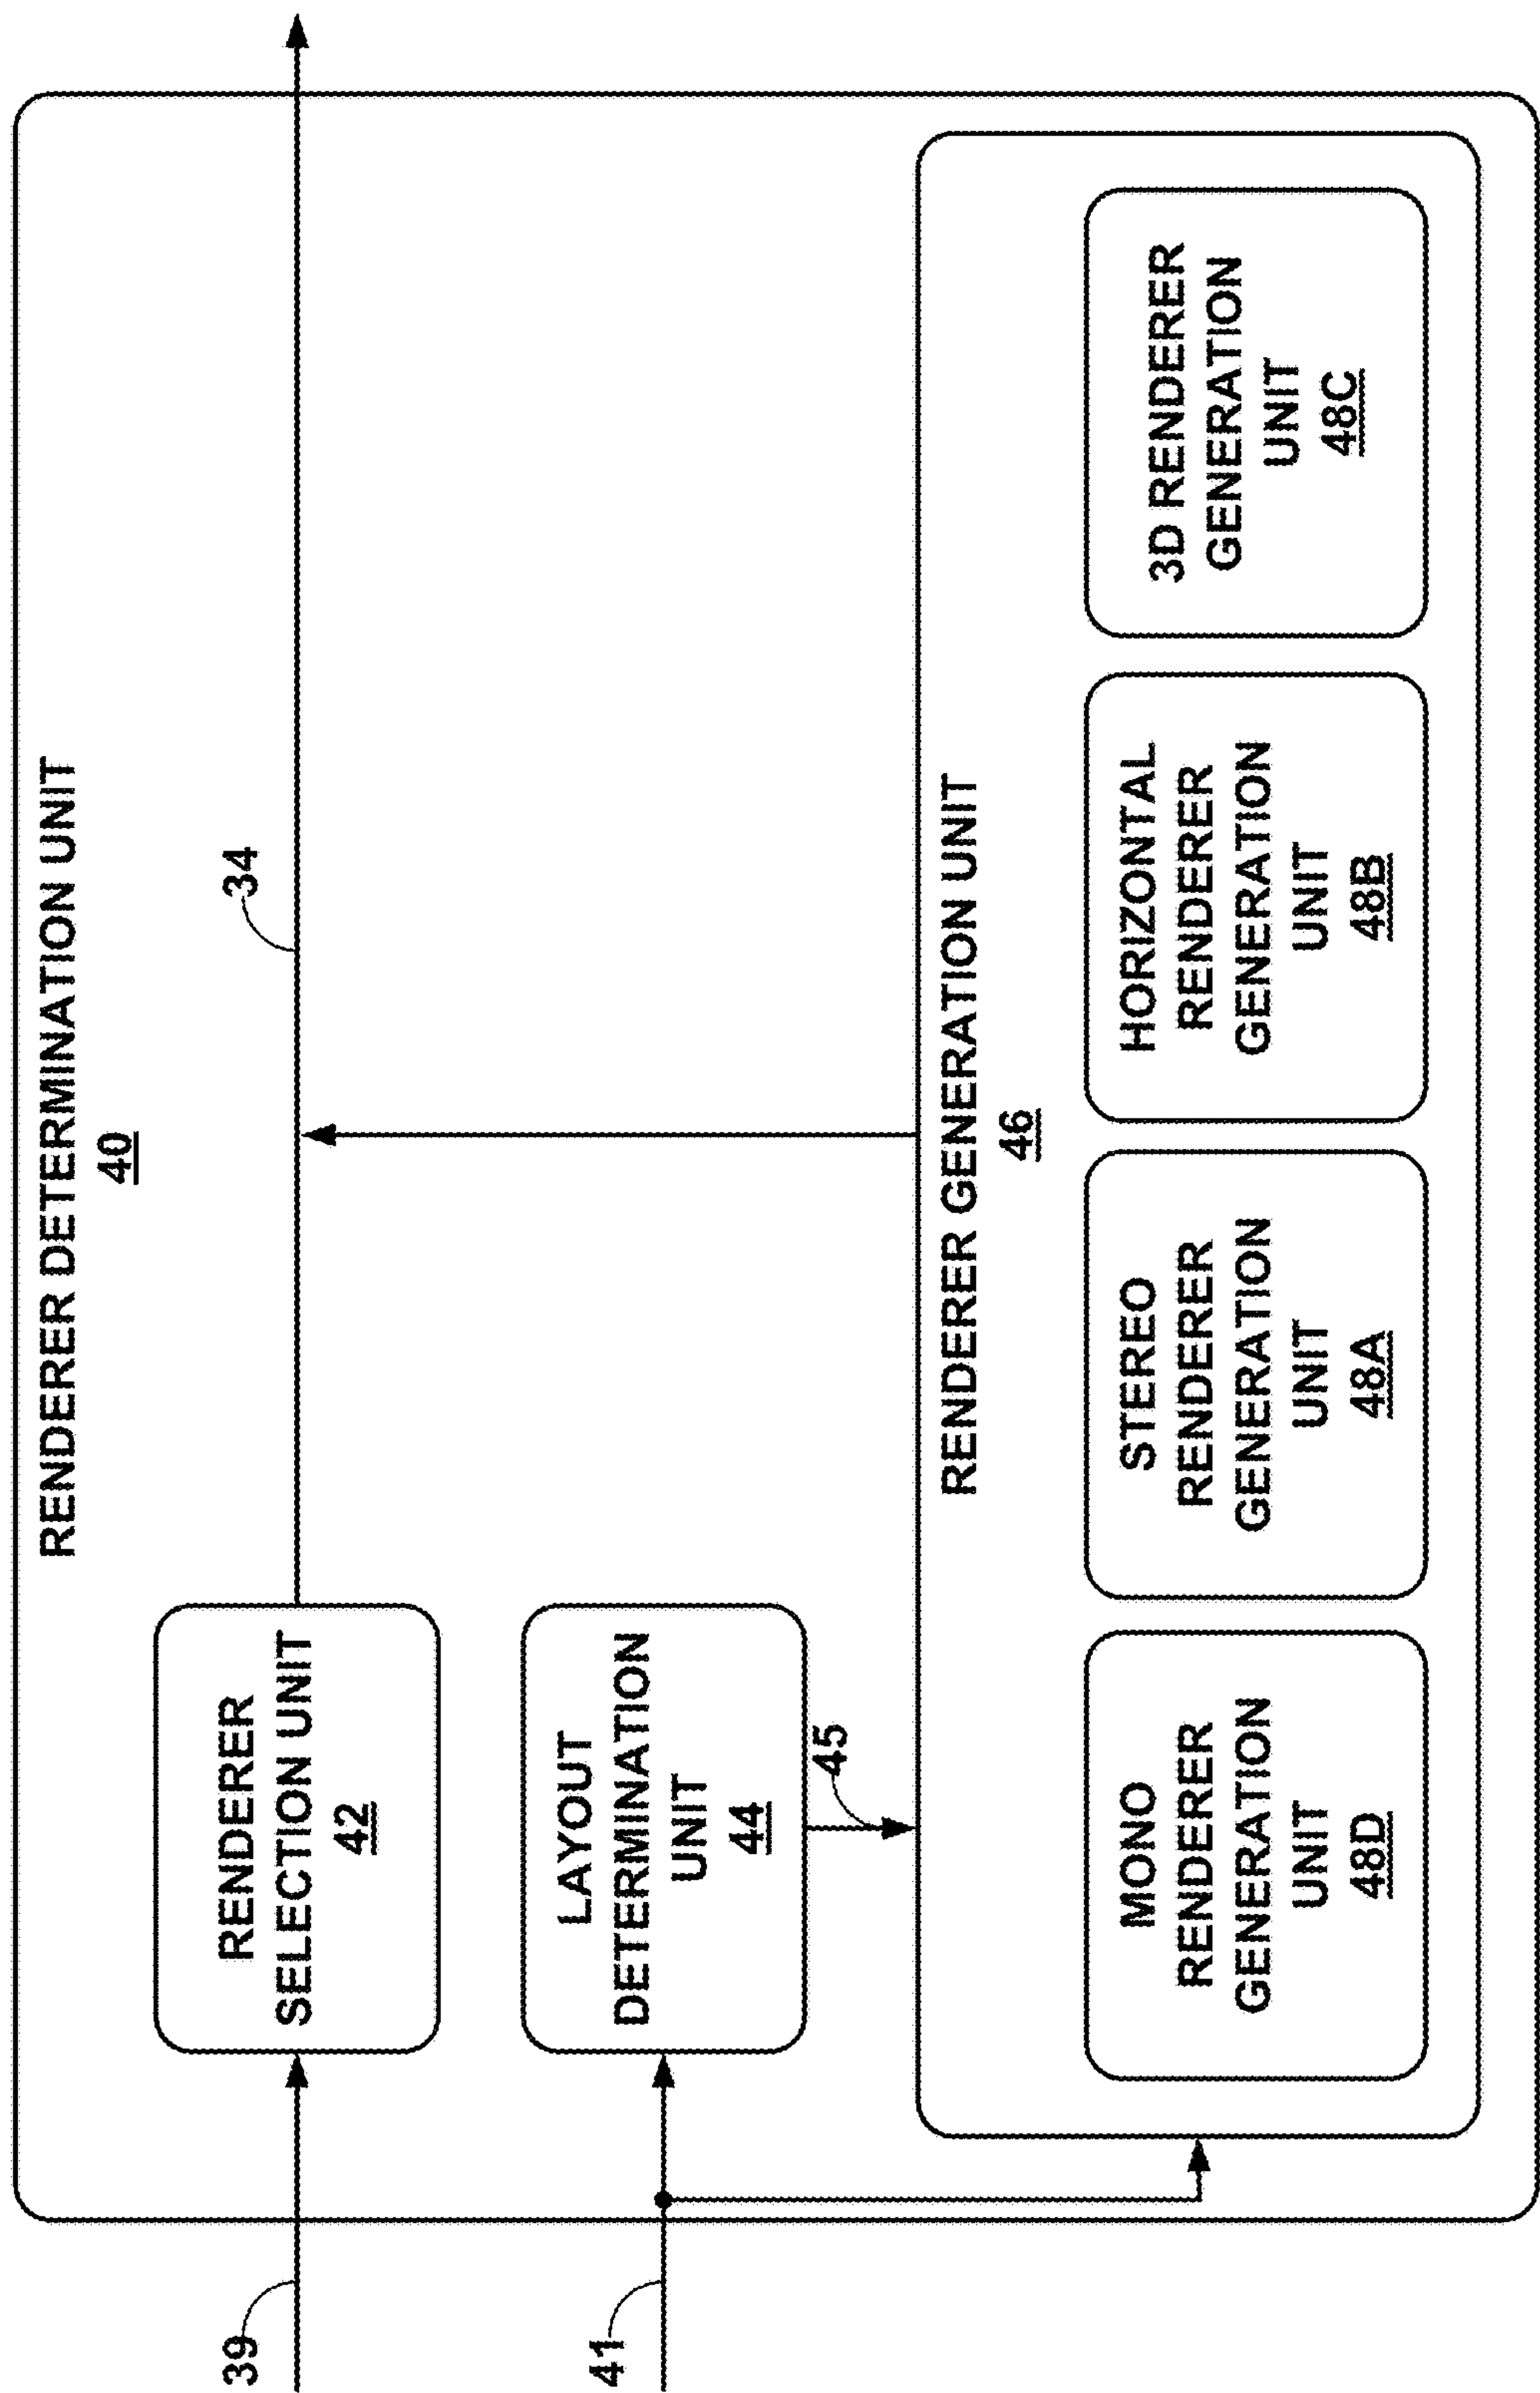 RENDERER DETERMINATION UNIT
40
34
39
RENDERER
SELECTION UNIT
42
41
LAYOUT
DETERMINATION
UNIT
44
45
RENDERER GENERATION UNIT
46
MONO
RENDERER
GENERATION
UNIT
48D
STEREO
RENDERER
GENERATION
UNIT
48A
HORIZONTAL
RENDERER
GENERATION
UNIT
48B
3D RENDERER
GENERATION
UNIT
48C